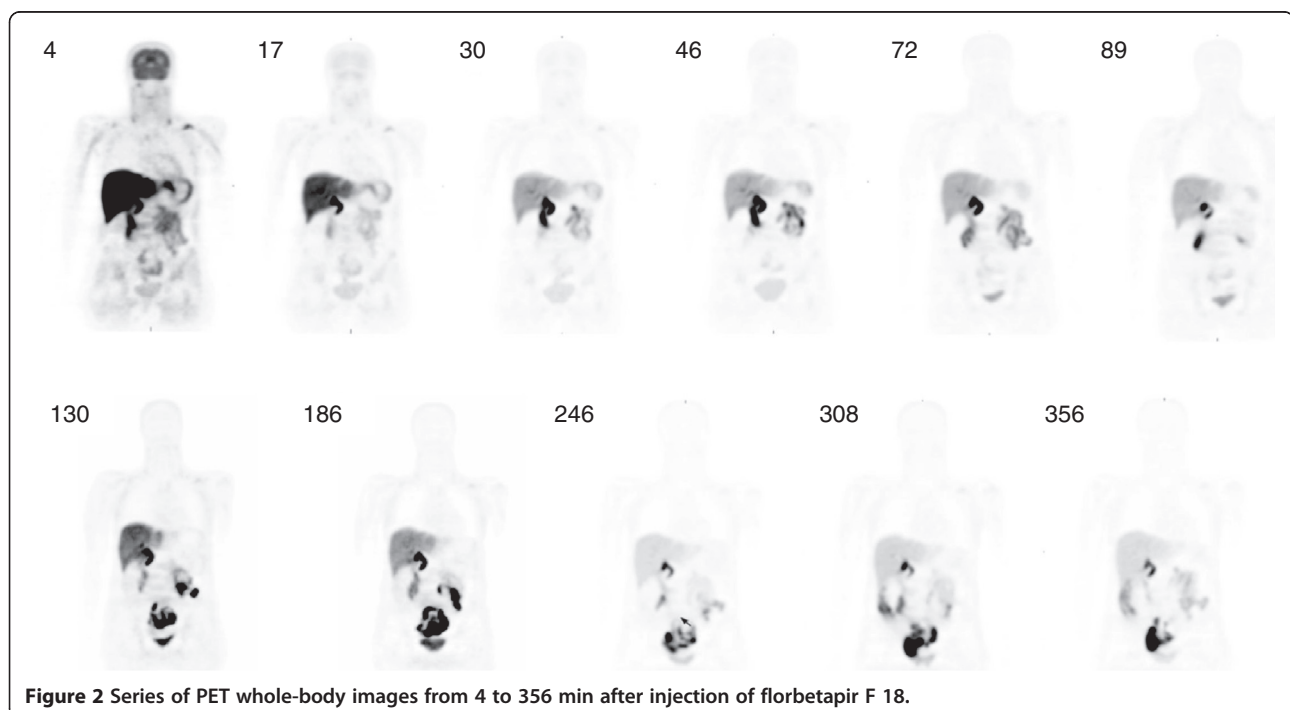 4 17 30 46 72 89
130 186 246 308 356
Figure 2 Series of PET whole-body images from 4 to 356 min after injection of florbetapir F 18.